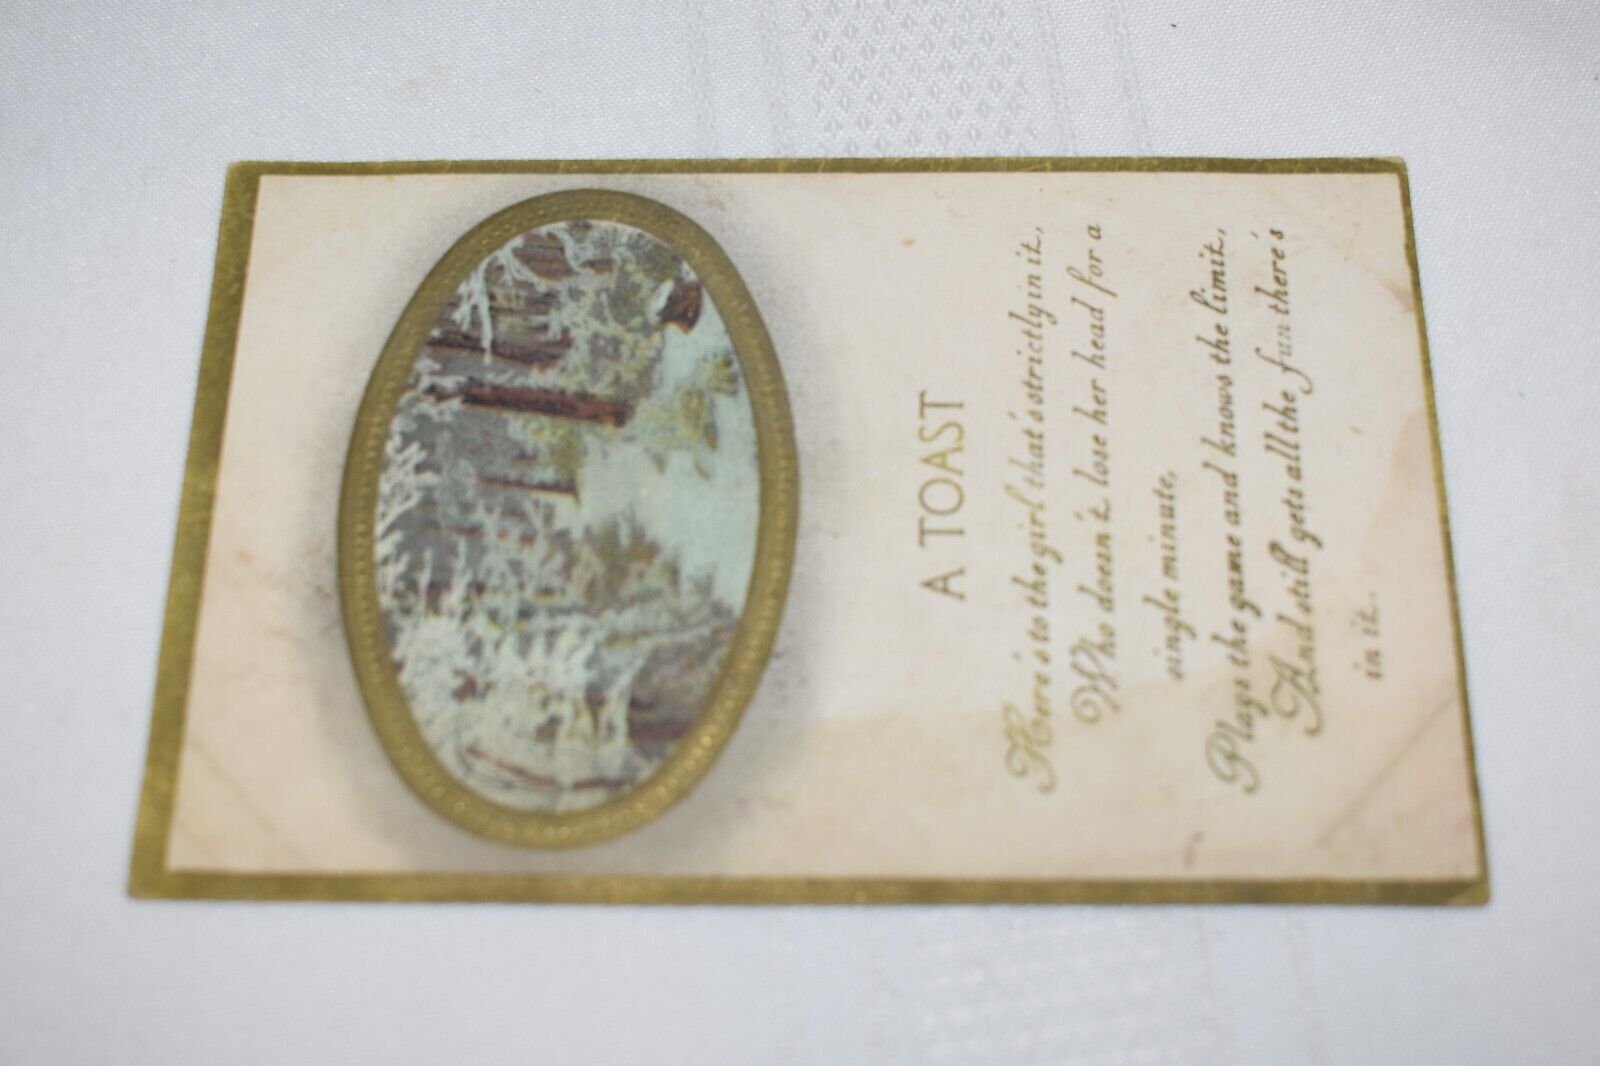 A TOAST
Here's to the girl that's strictly in it,
Who doesn't lose her head for a
single minute,
Plays the game and knows the limit,
And still gets all the fun there's
in it.